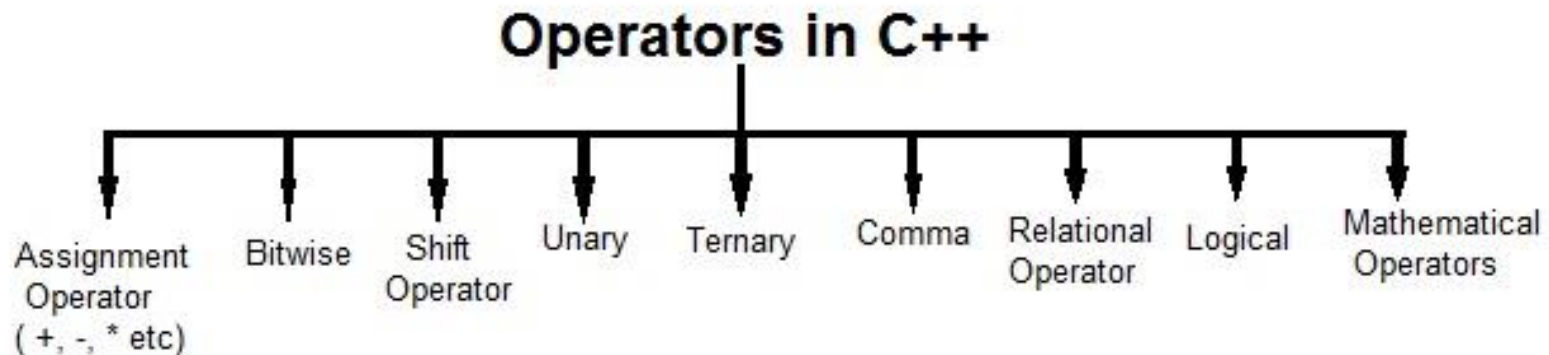 Operators in C++
Assignment
Operator
( +, -, * etc)
Bitwise
Shift
Operator
Unary
Ternary
Comma
Relational
Operator
Logical
Mathematical
Operators